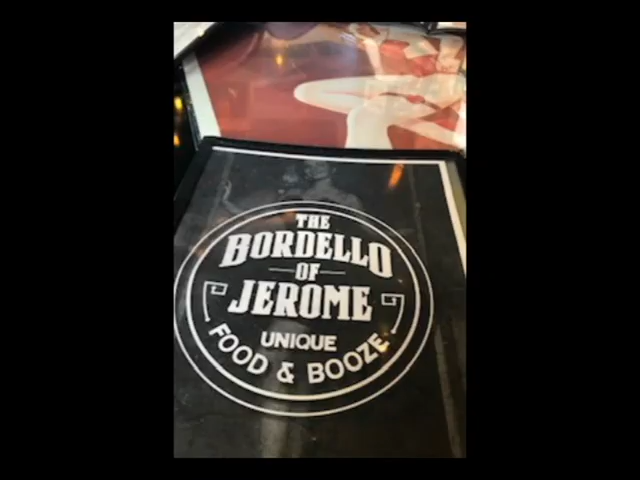 THE
BORDELLO
OF
JEROME
UNIQUE
FOOD & BOOZE